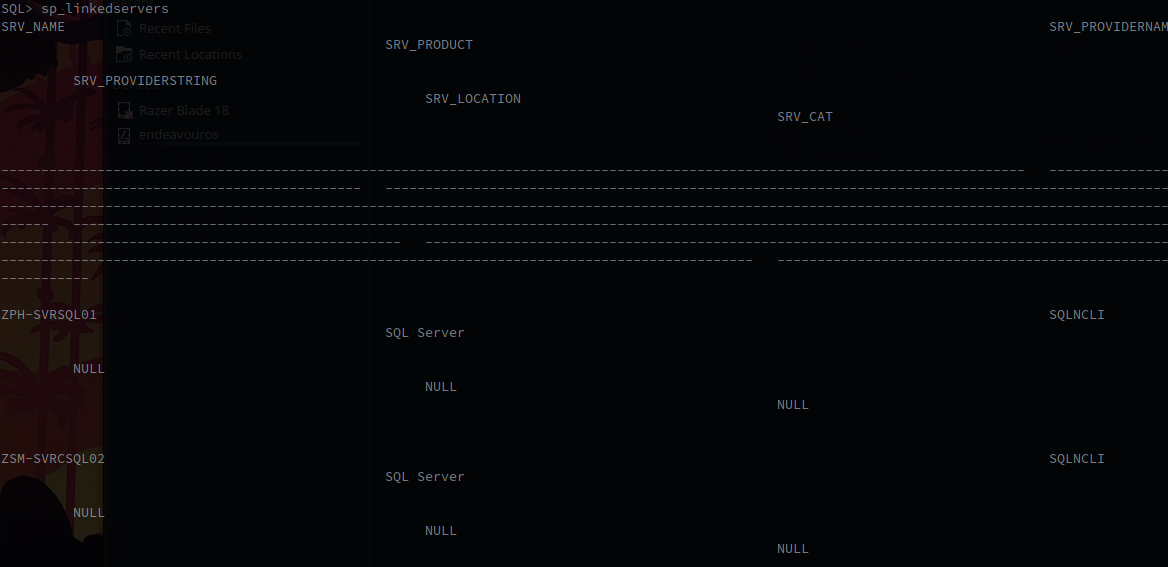 SQL> sp_linkedservers
SRV_NAME SRV_PROVIDERNAM
Recent Files
SRV_PRODUCT
Recent Locations
SRV_PROVIDERSTRING
SRV_LOCATION
Razer Blade 18
SRV_CAT
endeavouros
ZPH-SVRSQL01 SQLNCLI
SQL Server
NULL
NULL
NULL
ZSM-SVRCSQL02 SQLNCLI
SQL Server
NULL
NULL
NULL